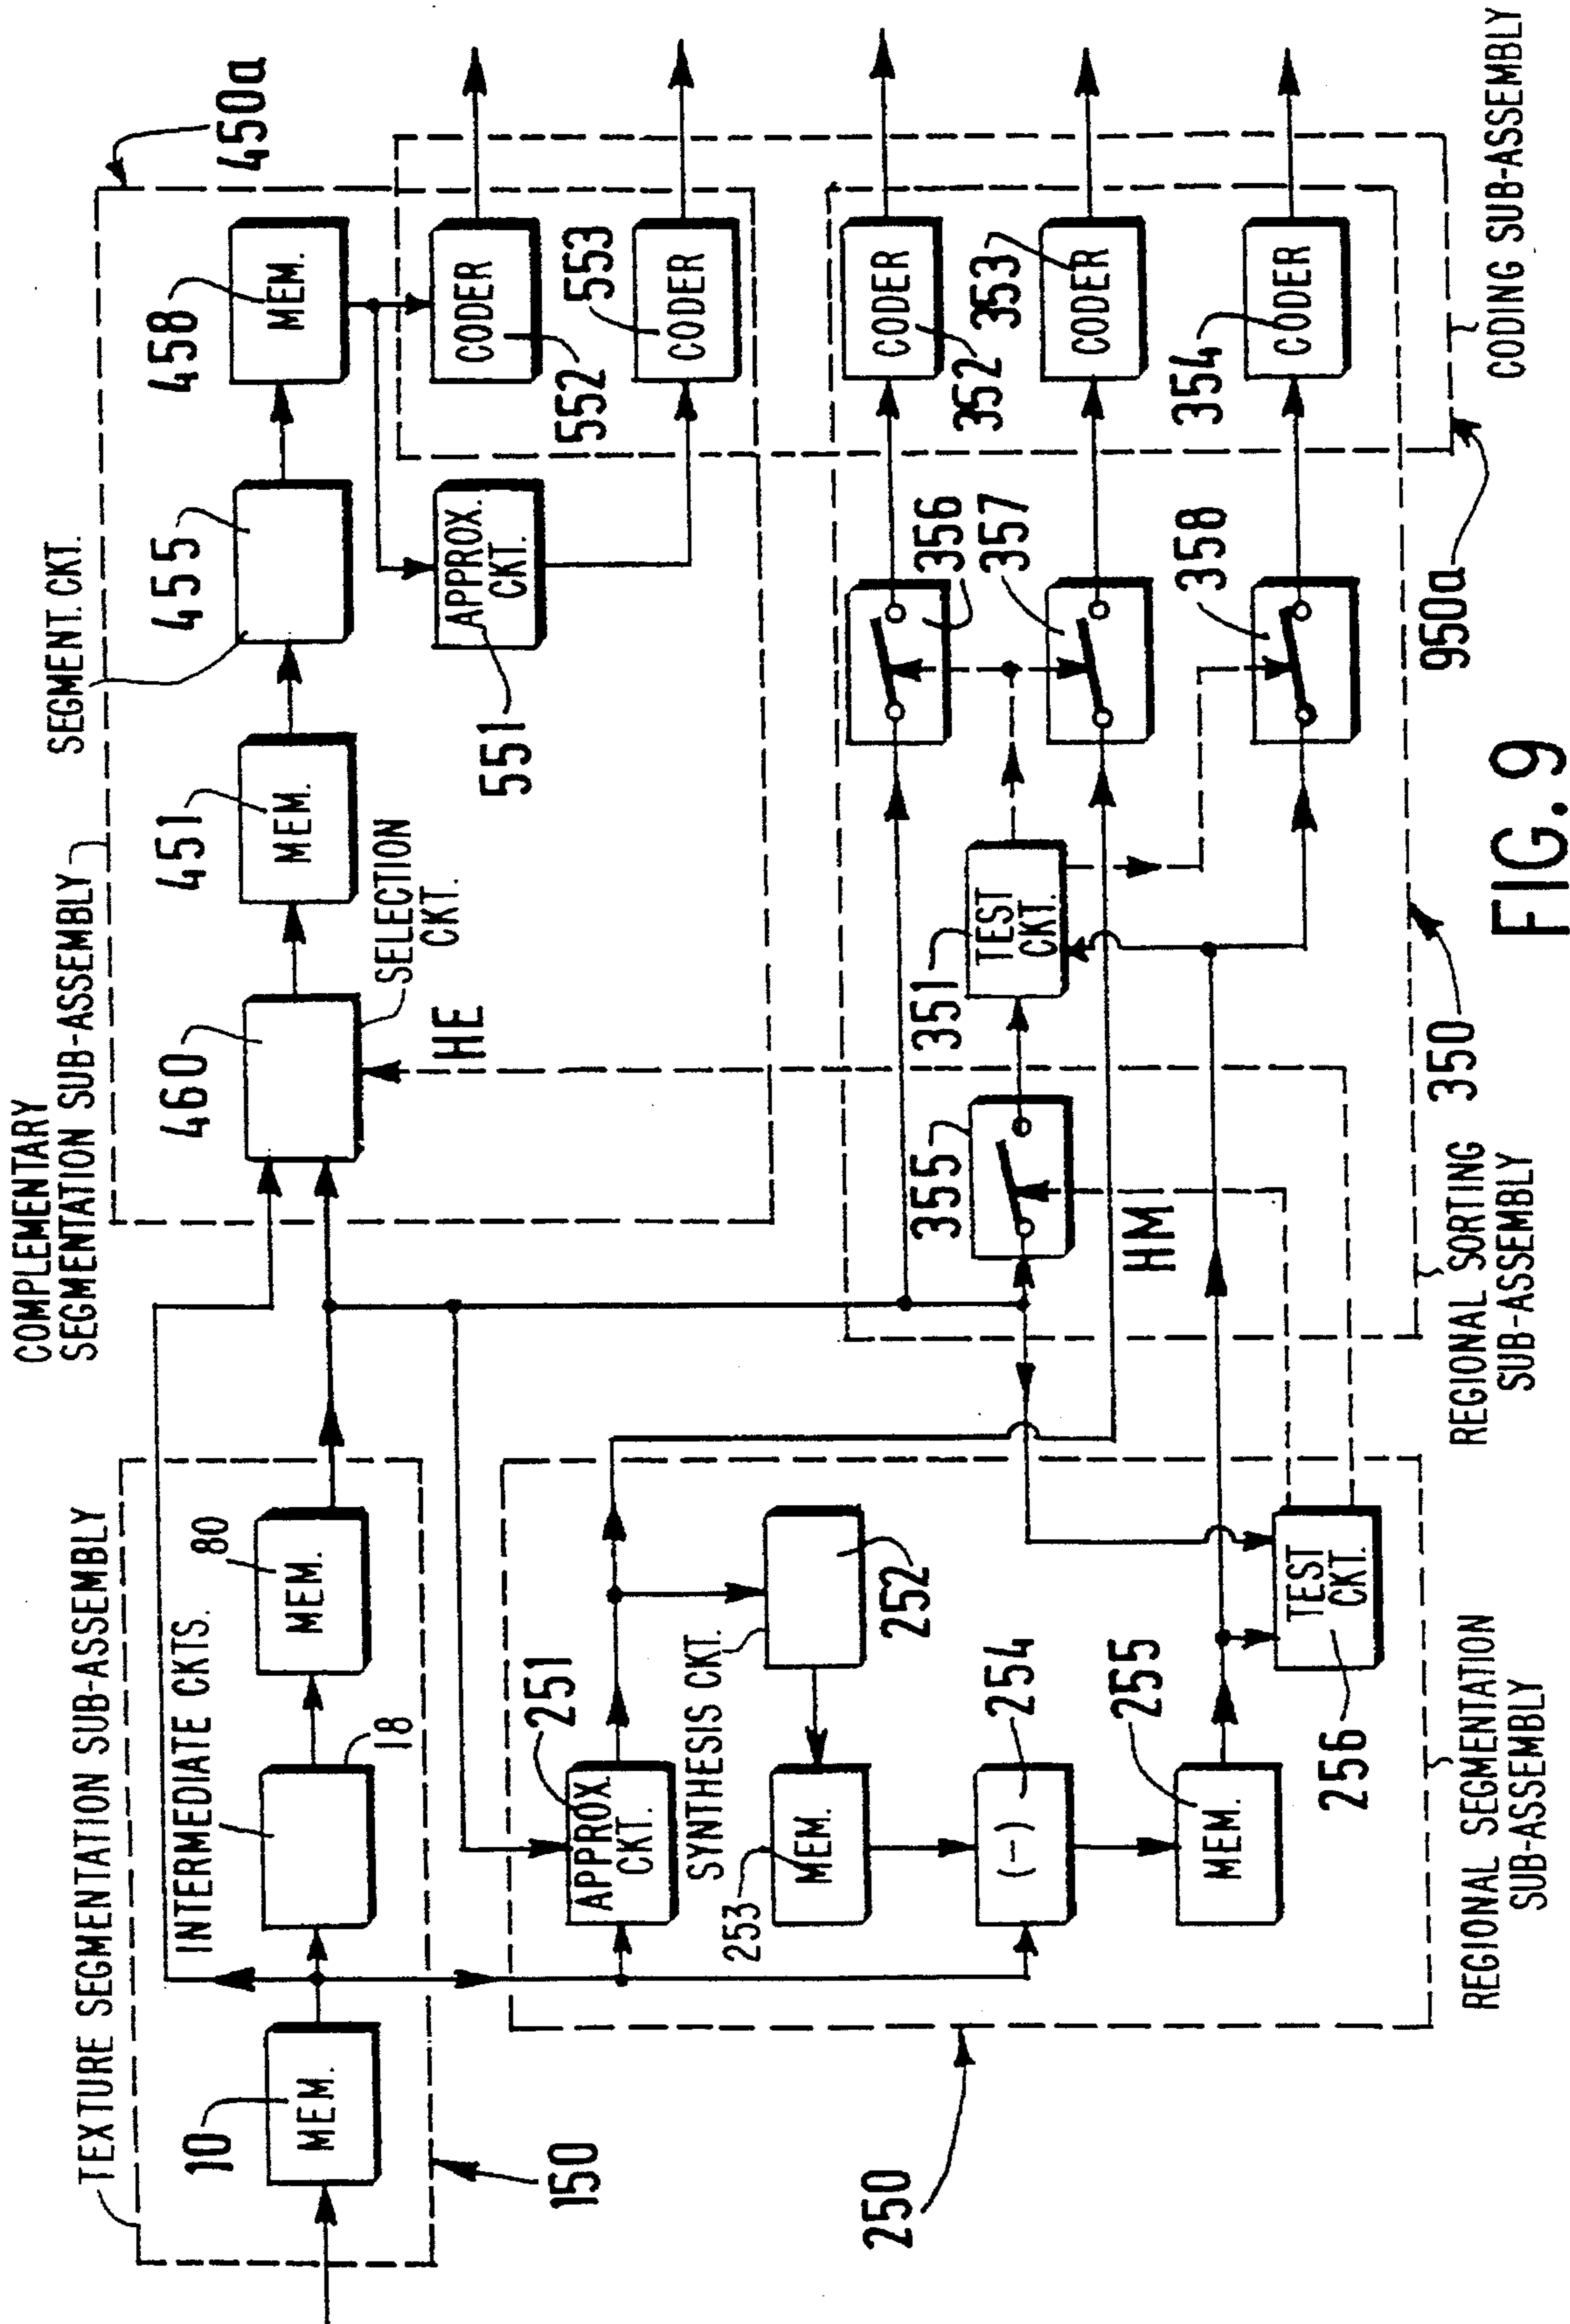 TEXTURE SEGMENTATION SUB-ASSEMBLY
10
MEM.
INTERMEDIATE CKTS.
18
80
MEM.
150
COMPLEMENTARY
SEGMENTATION SUB-ASSEMBLY
460
SELECTION
CKT.
HE
451
MEM.
SEGMENT. CKT.
455
458
MEM.
450a
551
APPROX.
CKT.
552
CODER
553
CODER
250
251
APPROX.
CKT.
SYNTHESIS CKT.
252
253
MEM.
254
(-)
255
MEM.
256
TEST
CKT.
REGIONAL SEGMENTATION
SUB-ASSEMBLY
355
HM
351
TEST
CKT.
356
357
358
352
CODER
353
CODER
354
CODER
REGIONAL SORTING
SUB-ASSEMBLY
350
950a
CODING SUB-ASSEMBLY
FIG. 9